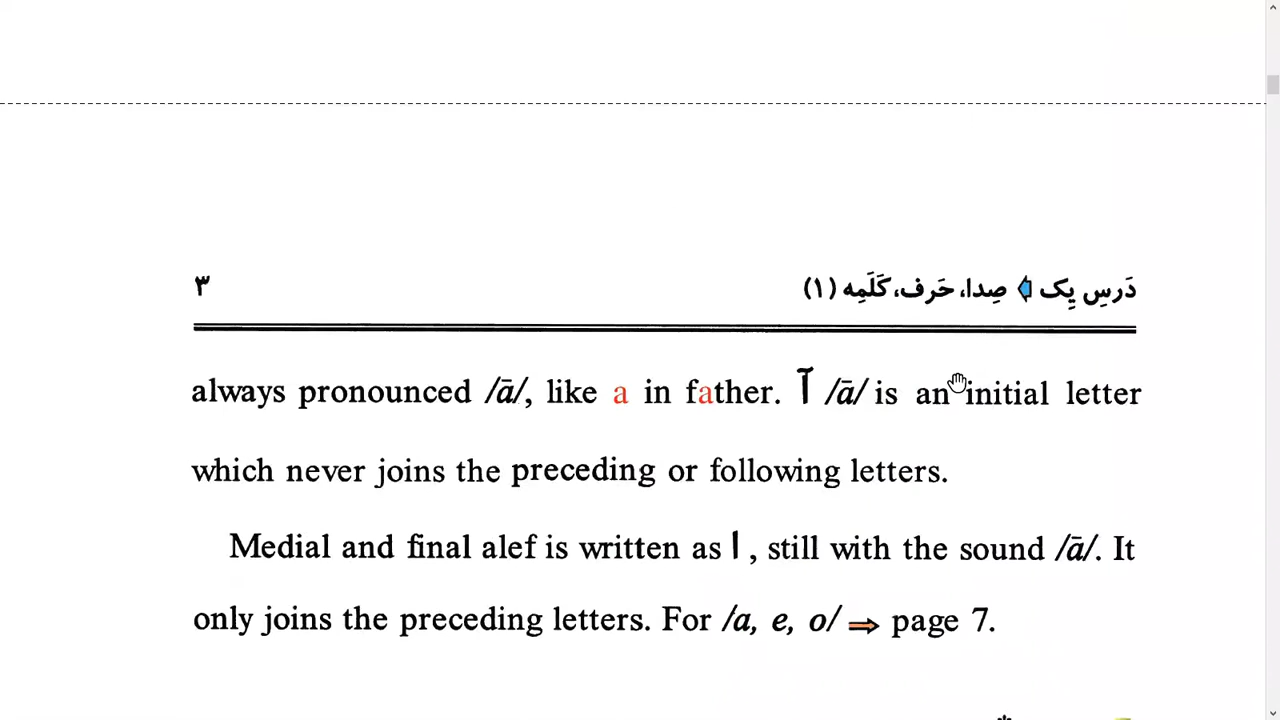 دَرسِ یِک صِدا، حَرف، کَلَمِه (۱) ۳
always pronounced /ā/, like a in father. آ /ā/ is an initial letter
which never joins the preceding or following letters.
Medial and final alef is written as ا , still with the sound /ā/. It
only joins the preceding letters. For /a, e, o/ ⇒ page 7.